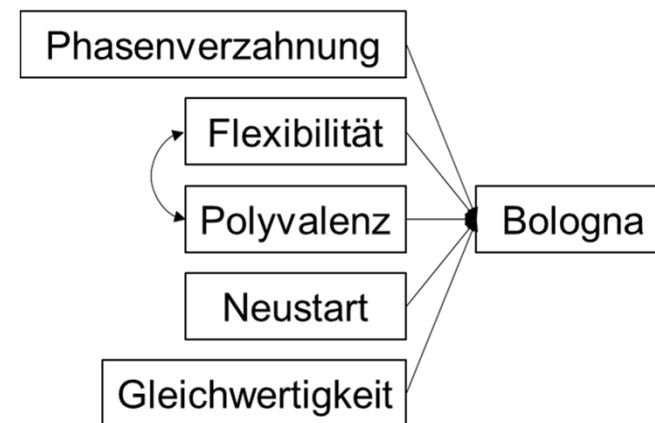 Phasenverzahnung
Flexibilität
Polyvalenz
Bologna
Neustart
Gleichwertigkeit